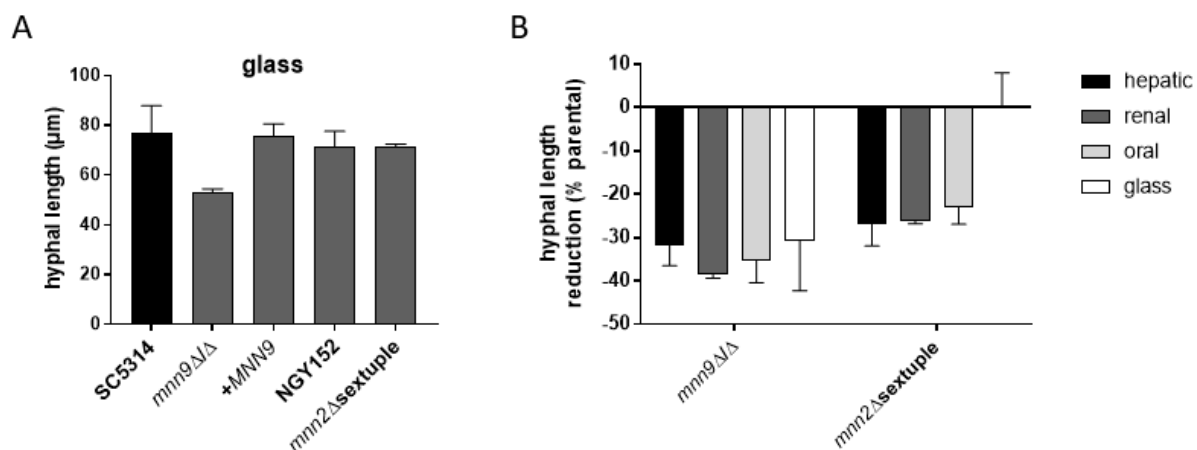 A
glass
hyphal length (µm)
100
80
60
40
20
0
SC5314
mnn9Δ/Δ
+MNN9
NGY152
mnn2Δsextuple
B
hyphal length
reduction (% parental)
10
0
-10
-20
-30
-40
-50
mnn9Δ/Δ
mnn2Δsextuple
hepatic
renal
oral
glass